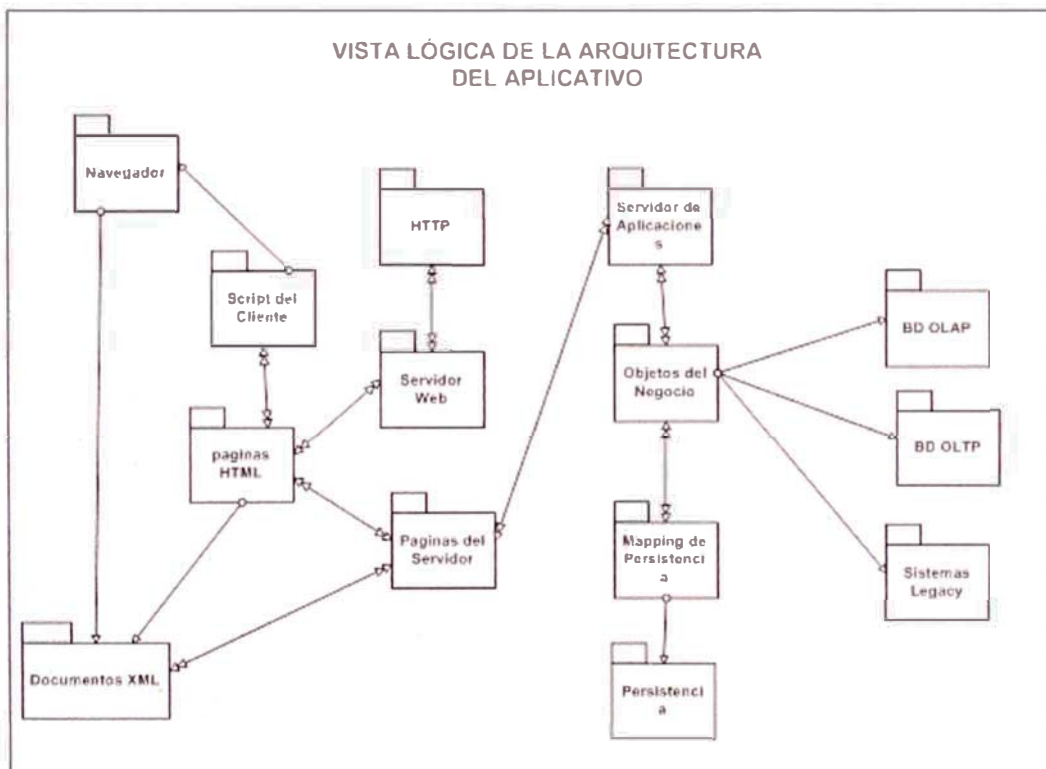 VISTA LÓGICA DE LA ARQUITECTURA
DEL APLICATIVO
Navegador
HTTP
Servidor de
Aplicacione
s
Script del
Cliente
BD OLAP
Servidor
Web
Objetos del
Negocio
paginas
HTML
BD OLTP
Paginas del
Servidor
Mapping de
Persistenci
a
Sistemas
Legacy
Documentos XML
Persistenci
a